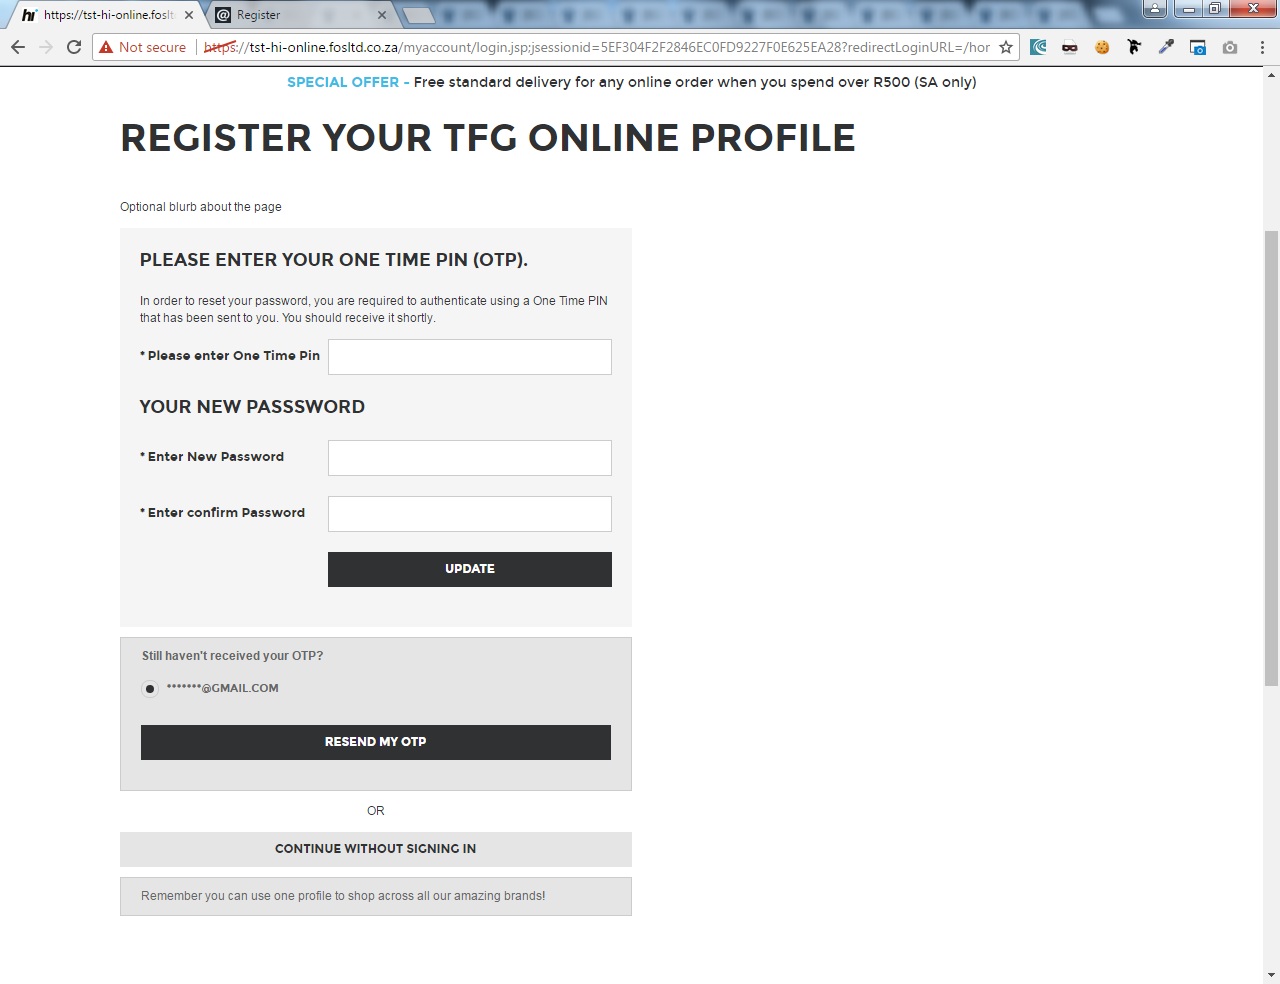 hi
https://tst-hi-online.foslt
Register
Not secure
https://tst-hi-online.fosltd.co.za/myaccount/login.jsp;jsessionid=5EF304F2F2846EC0FD9227F0E625EA28?redirectLoginURL=/hor
SPECIAL OFFER - Free standard delivery for any online order when you spend over R500 (SA only)
REGISTER YOUR TFG ONLINE PROFILE
Optional blurb about the page
PLEASE ENTER YOUR ONE TIME PIN (OTP).
In order to reset your password, you are required to authenticate using a One Time PIN
that has been sent to you. You should receive it shortly.
* Please enter One Time Pin
YOUR NEW PASSSWORD
* Enter New Password
* Enter confirm Password
UPDATE
Still haven't received your OTP?
*******@GMAIL.COM
RESEND MY OTP
OR
CONTINUE WITHOUT SIGNING IN
Remember you can use one profile to shop across all our amazing brands!